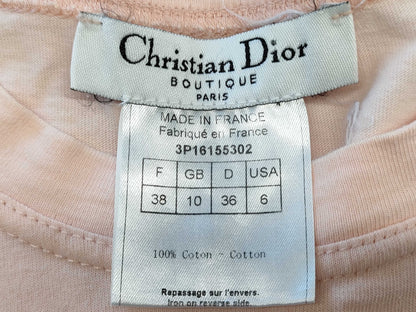 Christian Dior
BOUTIQUE
PARIS
MADE IN FRANCE
Fabriqué en France
3P16155302
F GB D USA
38 10 36 6
100% Coton - Cotton
Repassage sur l'envers.
Iron on reverse side.